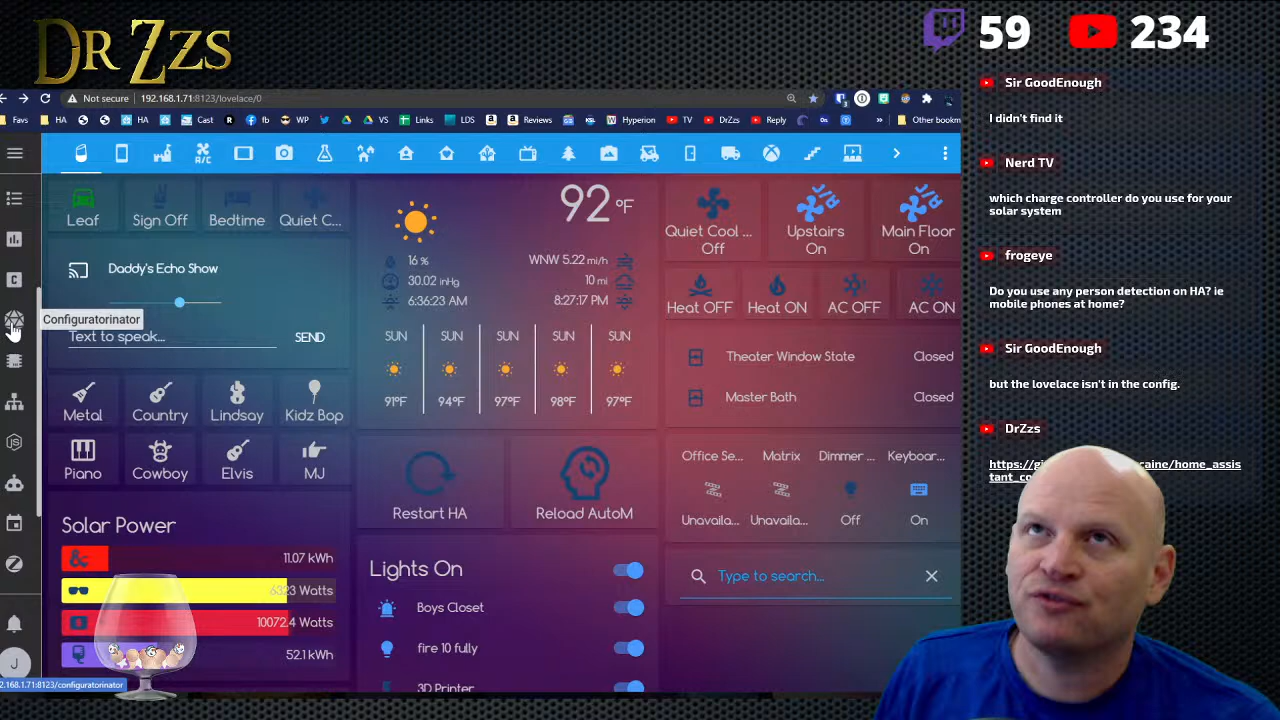 DrZzs
59
234
Not secure
192.168.1.71:8123/lovelace/0
Favs
HA
HA
Cast
fb
WP
VS
Links
LDS
Reviews
Hyperion
TV
DrZzs
Reply
Other bookm
A/C
Leaf
Sign Off
Bedtime
Quiet C...
Daddy's Echo Show
Configuratorinator
Text to speak...
SEND
Metal
Country
Lindsay
Kidz Bop
Piano
Cowboy
Elvis
MJ
Solar Power
11.07 kWh
Watts
10072.4 Watts
52.1 kWh
2.168.1.71:8123/configuratorinator
92 °F
16 %
30.02 inHg
6:36:23 AM
WNW 5.22 mi/h
10 mi
8:27:17 PM
SUN
SUN
SUN
SUN
SUN
91°F
94°F
97°F
98°F
97°F
Restart HA
Reload AutoM
Lights On
Boys Closet
fire 10 fully
3D Printer
Quiet Cool ...
Off
Upstairs
On
Main Floor
On
Heat OFF
Heat ON
AC OFF
AC ON
Theater Window State
Closed
Master Bath
Closed
Office Se...
Matrix
Dimmer ...
Keyboar...
Unavaila...
Unavaila...
Off
On
Type to search...
Sir GoodEnough
I didn't find it
Nerd TV
which charge controller do you use for your
solar system
frogeye
Do you use any person detection on HA? ie
mobile phones at home?
Sir GoodEnough
but the lovelace isn't in the config.
DrZzs
https://gi
raine/home_assis
tant_co
J